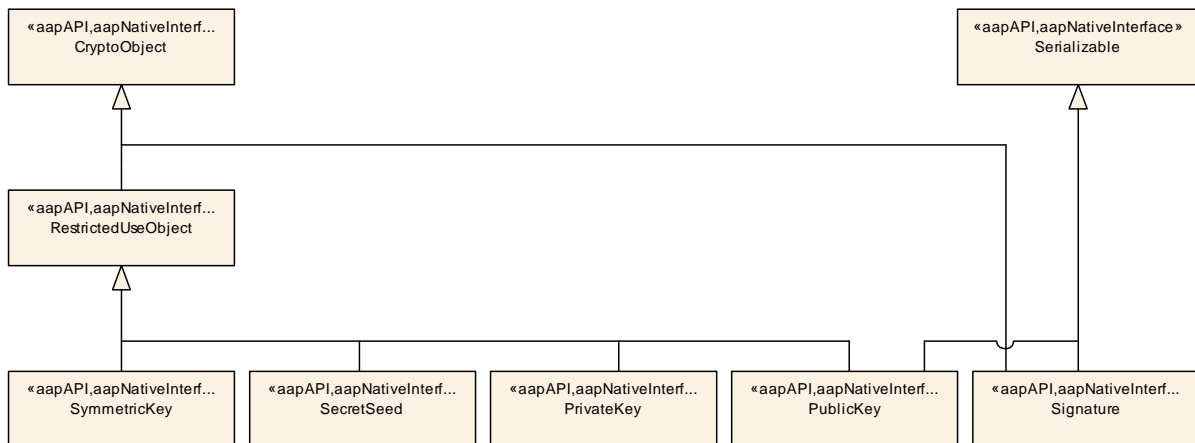 «aapAPI,aapNativeInterf...
CryptoObject
«aapAPI,aapNativeInterface»
Serializable
«aapAPI,aapNativeInterf...
RestrictedUseObject
«aapAPI,aapNativeInterf...
SymmetricKey
«aapAPI,aapNativeInterf...
SecretSeed
«aapAPI,aapNativeInterf...
PrivateKey
«aapAPI,aapNativeInterf...
PublicKey
«aapAPI,aapNativeInterf...
Signature